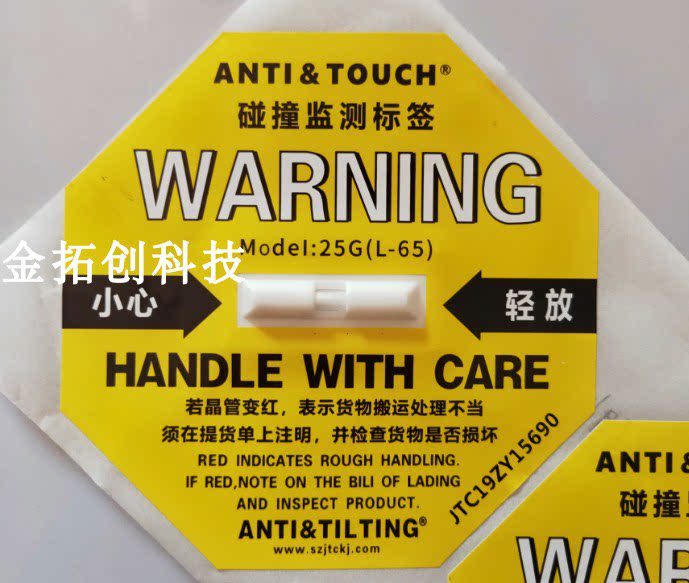 ANTI & TOUCH®
碰撞监测标签
WARNING
Model:25G(L-65)
金拓创科技
小心
轻放
HANDLE WITH CARE
若晶管变红，表示货物搬运处理不当
须在提货单上注明，并检查货物是否损坏
RED INDICATES ROUGH HANDLING.
IF RED,NOTE ON THE BILI OF LADING
AND INSPECT PRODUCT.
JTC19ZY15690
ANTI&TILTING®
www.szjtckj.com
ANTI &
碰撞
WAR